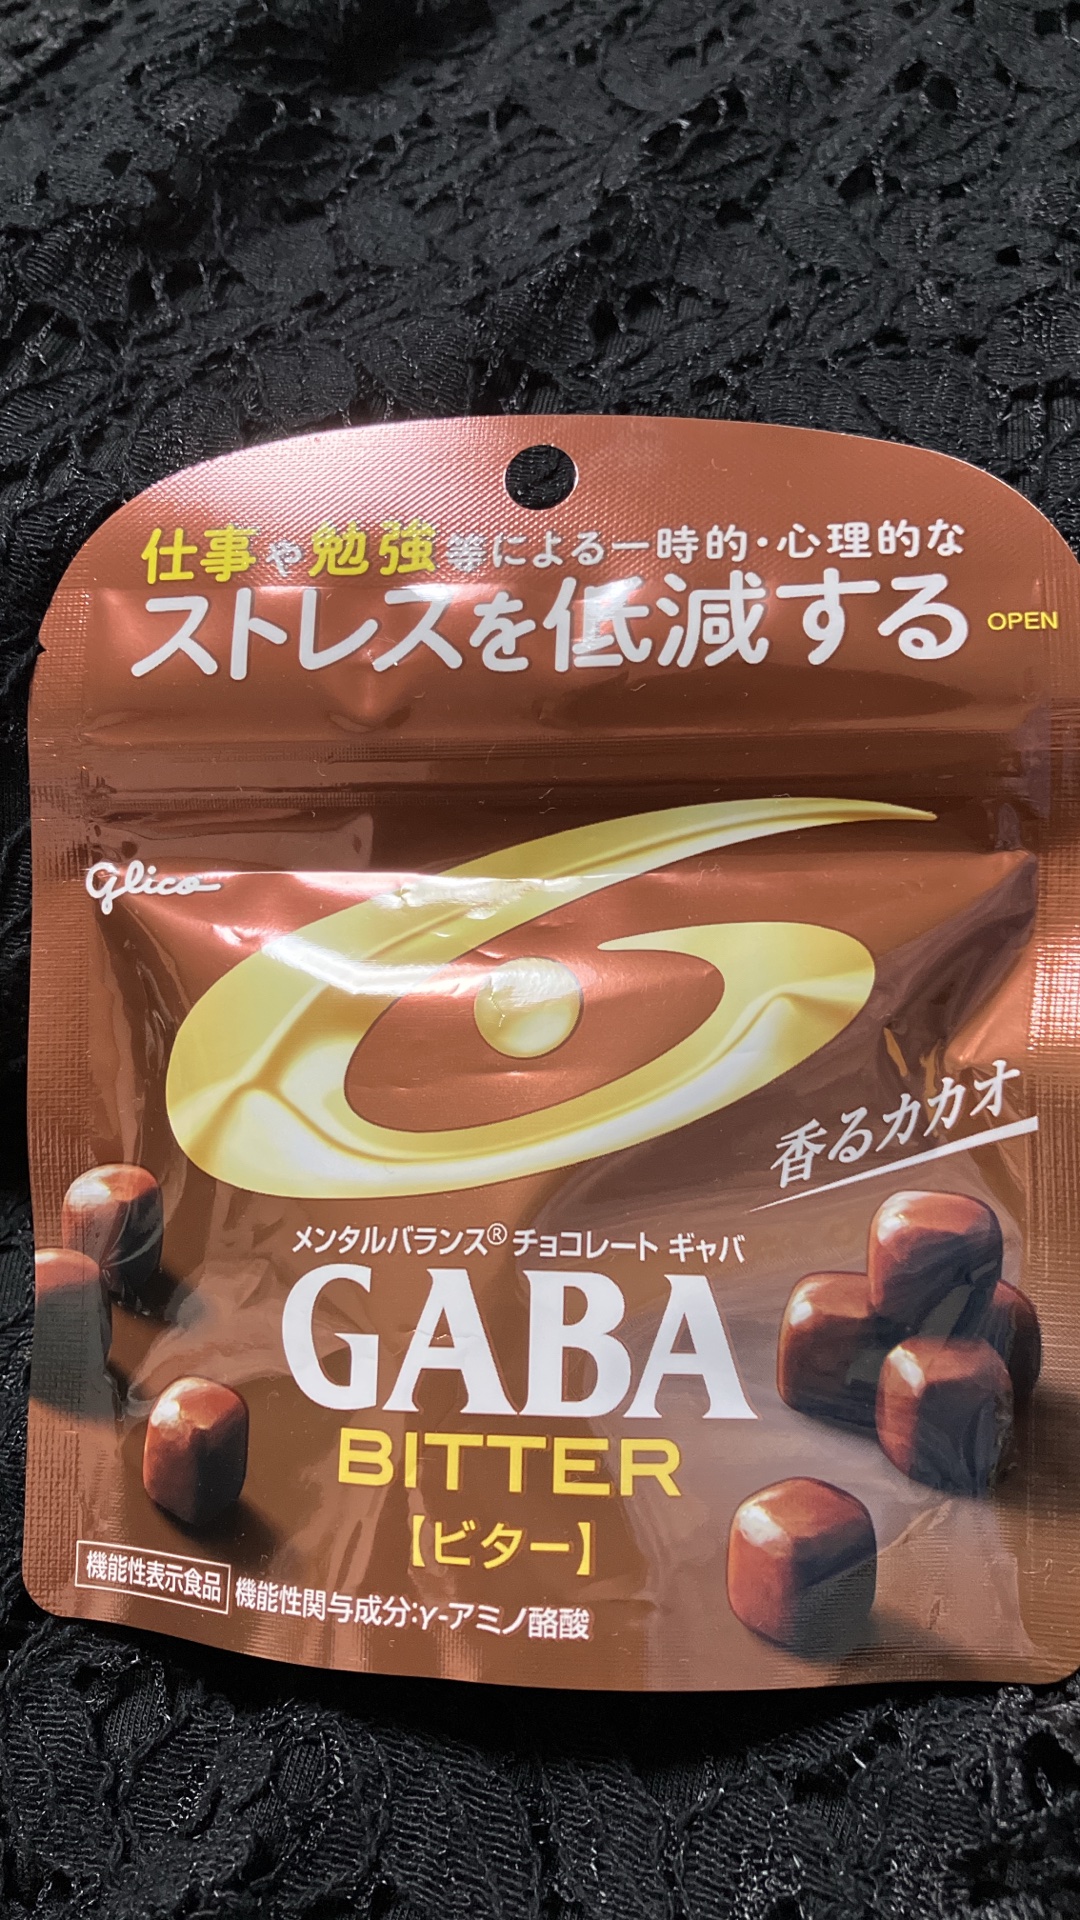 仕事や勉強等による一時的・心理的な
ストレスを低減する
OPEN
Glico
香るカカオ
メンタルバランス® チョコレート ギャバ
GABA
BITTER
【ビター】
機能性表示食品 機能性関与成分:γ-アミノ酪酸